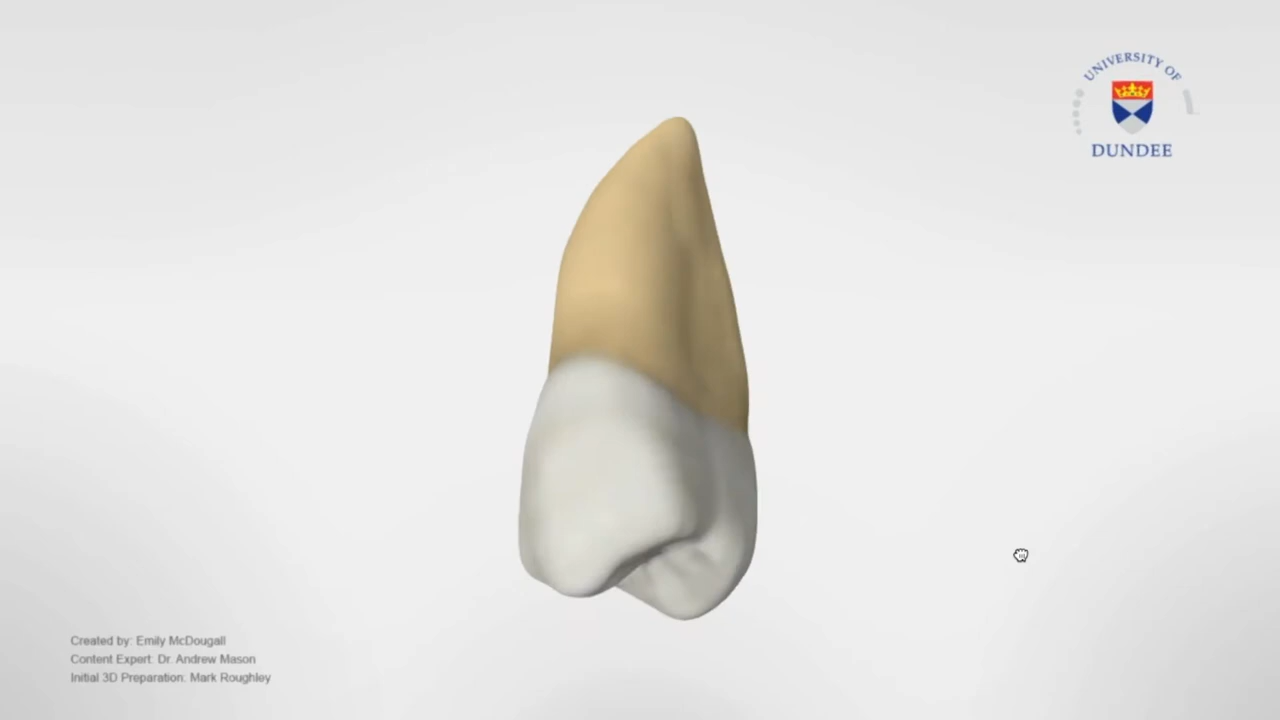 UNIVERSITY OF
DUNDEE
Created by: Emily McDougall
Content Expert: Dr. Andrew Mason
Initial 3D Preparation: Mark Roughley